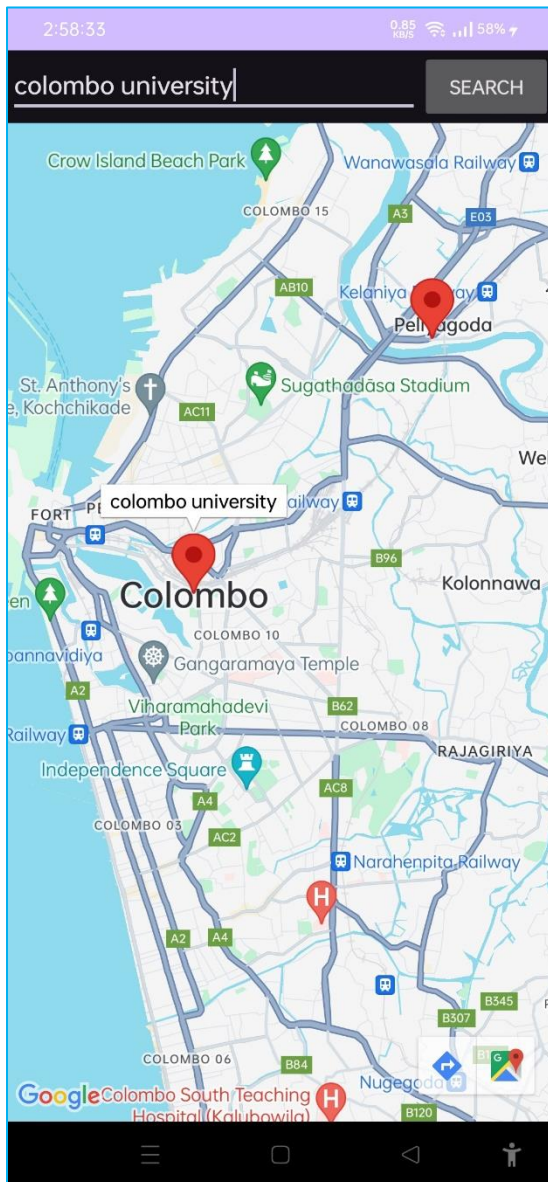 2:58:33
0.85
KB/S
58%
colombo university
SEARCH
Crow Island Beach Park
Wanawasala Railway
COLOMBO 15
A3
E03
AB10
Kelaniya
Peliyagoda
St. Anthony's
Kochchikade
Sugathadāsa Stadium
AC11
colombo university
FORT
B96
Colombo
Kolonnawa
COLOMBO 10
Gangaramaya Temple
A2
Viharamahadevi
Park
B62
COLOMBO 08
Railway
RAJAGIRIYA
Independence Square
A4
AC8
COLOMBO 03
AC2
Narahenpita Railway
H
A2
A4
B345
B307
COLOMBO 06
B84
Nugegoda
G
Google
Colombo South Teaching
Hospital (Kalubowila)
H
B120